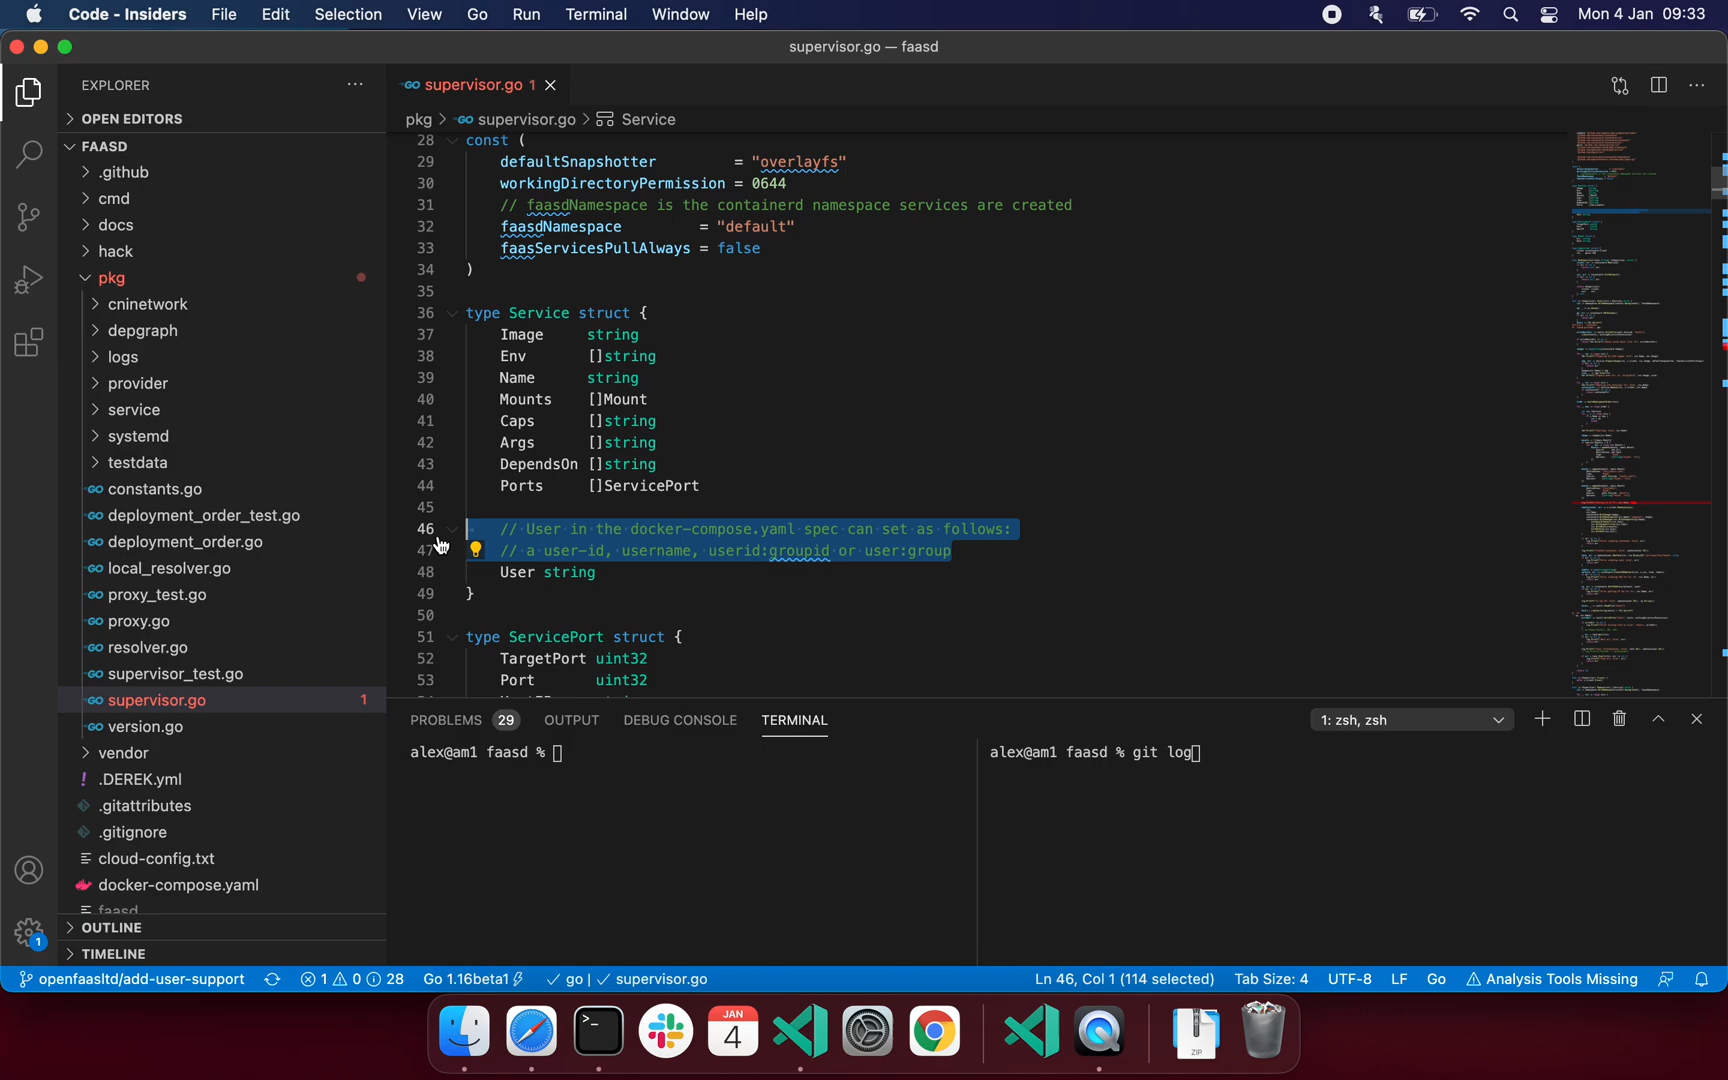 Code - Insiders File Edit Selection View Go Run Terminal Window Help Mon 4 Jan 09:33
supervisor.go — faasd
EXPLORER
OPEN EDITORS
FAASD
.github
cmd
docs
hack
pkg
cninetwork
depgraph
logs
provider
service
systemd
testdata
constants.go
deployment_order_test.go
deployment_order.go
local_resolver.go
proxy_test.go
proxy.go
resolver.go
supervisor_test.go
supervisor.go 1
version.go
vendor
.DEREK.yml
.gitattributes
.gitignore
cloud-config.txt
docker-compose.yaml
faasd
OUTLINE
TIMELINE
supervisor.go 1
pkg > supervisor.go > Service
28 const (
29 defaultSnapshotter = "overlayfs"
30 workingDirectoryPermission = 0644
31 // faasdNamespace is the containerd namespace services are created
32 faasdNamespace = "default"
33 faasServicesPullAlways = false
34 )
35
36 type Service struct {
37 Image string
38 Env []string
39 Name string
40 Mounts []Mount
41 Caps []string
42 Args []string
43 DependsOn []string
44 Ports []ServicePort
45
46 // User in the docker-compose.yaml spec can set as follows:
47 // a user-id, username, userid:groupid or user:group
48 User string
49 }
50
51 type ServicePort struct {
52 TargetPort uint32
53 Port uint32
PROBLEMS 29 OUTPUT DEBUG CONSOLE TERMINAL 1: zsh, zsh
alex@am1 faasd %
alex@am1 faasd % git log
openfaasltd/add-user-support 1 0 28 Go 1.16beta1 go | supervisor.go Ln 46, Col 1 (114 selected) Tab Size: 4 UTF-8 LF Go Analysis Tools Missing
1
JAN
4
ZIP